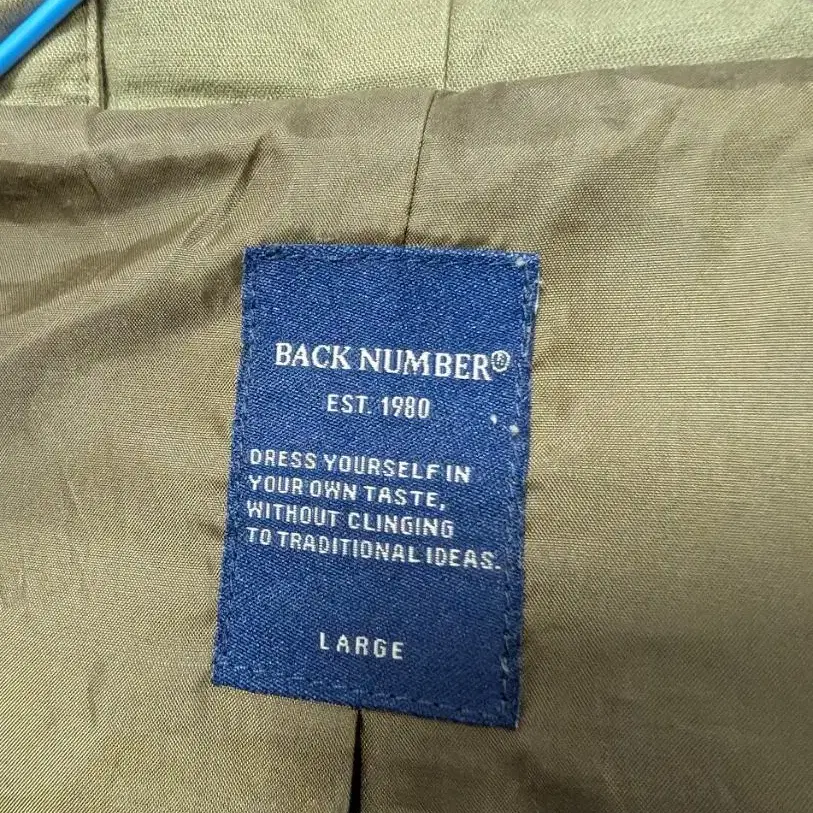 BACK NUMBER®
EST. 1980
DRESS YOURSELF IN
YOUR OWN TASTE,
WITHOUT CLINGING
TO TRADITIONAL IDEAS.
LARGE